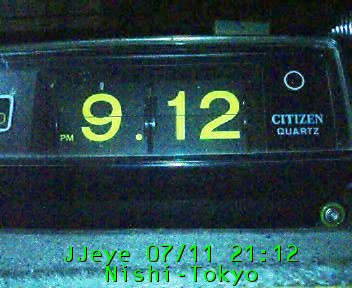 PM 9.12
CITIZEN
QUARTZ
JJeye 07/11 21:12
Nishi-Tokyo